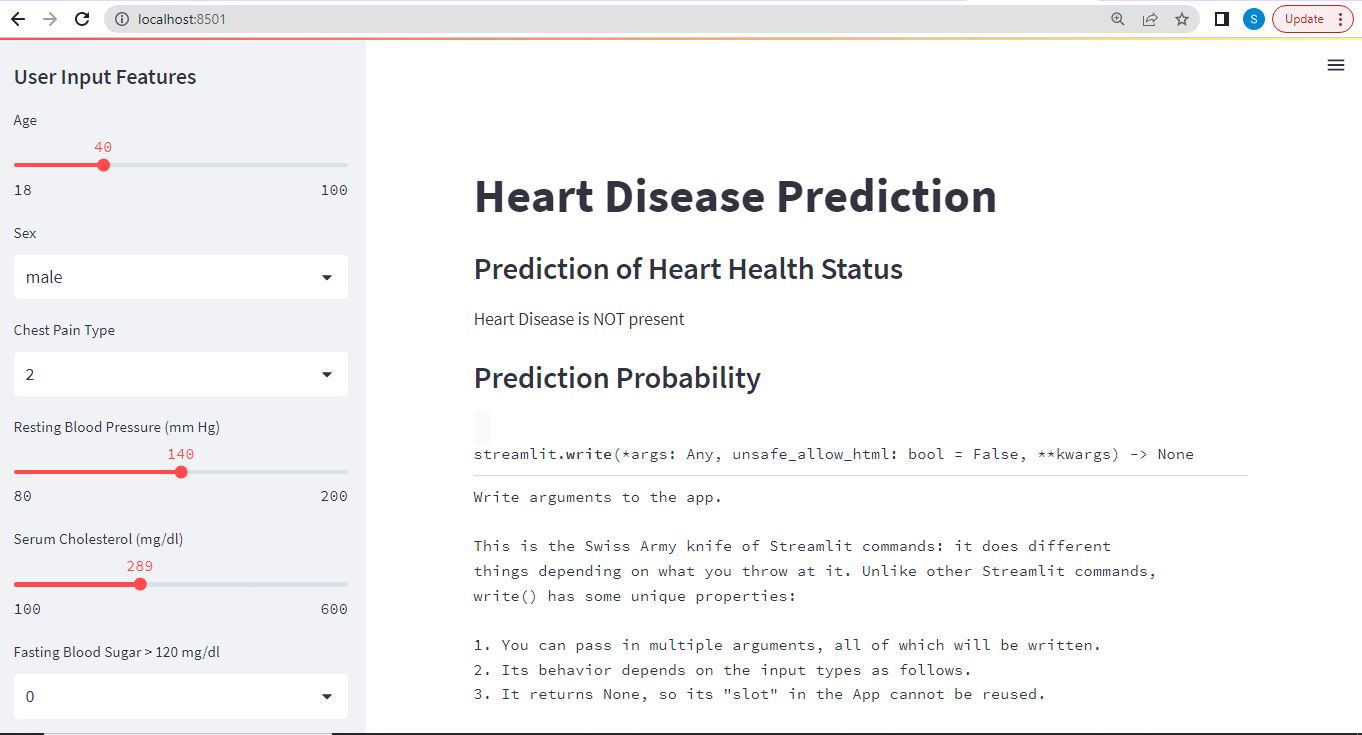 localhost:8501
S
Update
User Input Features
Age
40
18 100
Sex
male
Chest Pain Type
2
Resting Blood Pressure (mm Hg)
140
80 200
Serum Cholesterol (mg/dl)
289
100 600
Fasting Blood Sugar > 120 mg/dl
0
Heart Disease Prediction
Prediction of Heart Health Status
Heart Disease is NOT present
Prediction Probability
streamlit.write(*args: Any, unsafe_allow_html: bool = False, **kwargs) -> None
Write arguments to the app.
This is the Swiss Army knife of Streamlit commands: it does different
things depending on what you throw at it. Unlike other Streamlit commands,
write() has some unique properties:
1. You can pass in multiple arguments, all of which will be written.
2. Its behavior depends on the input types as follows.
3. It returns None, so its "slot" in the App cannot be reused.